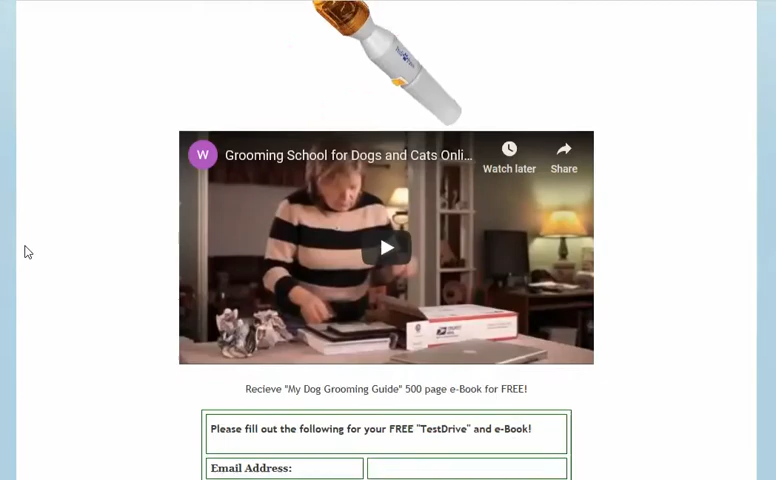 W
Grooming School for Dogs and Cats Onli...
Watch later
Share
Recieve "My Dog Grooming Guide" 500 page e-Book for FREE!
Please fill out the following for your FREE "TestDrive" and e-Book!
Email Address: